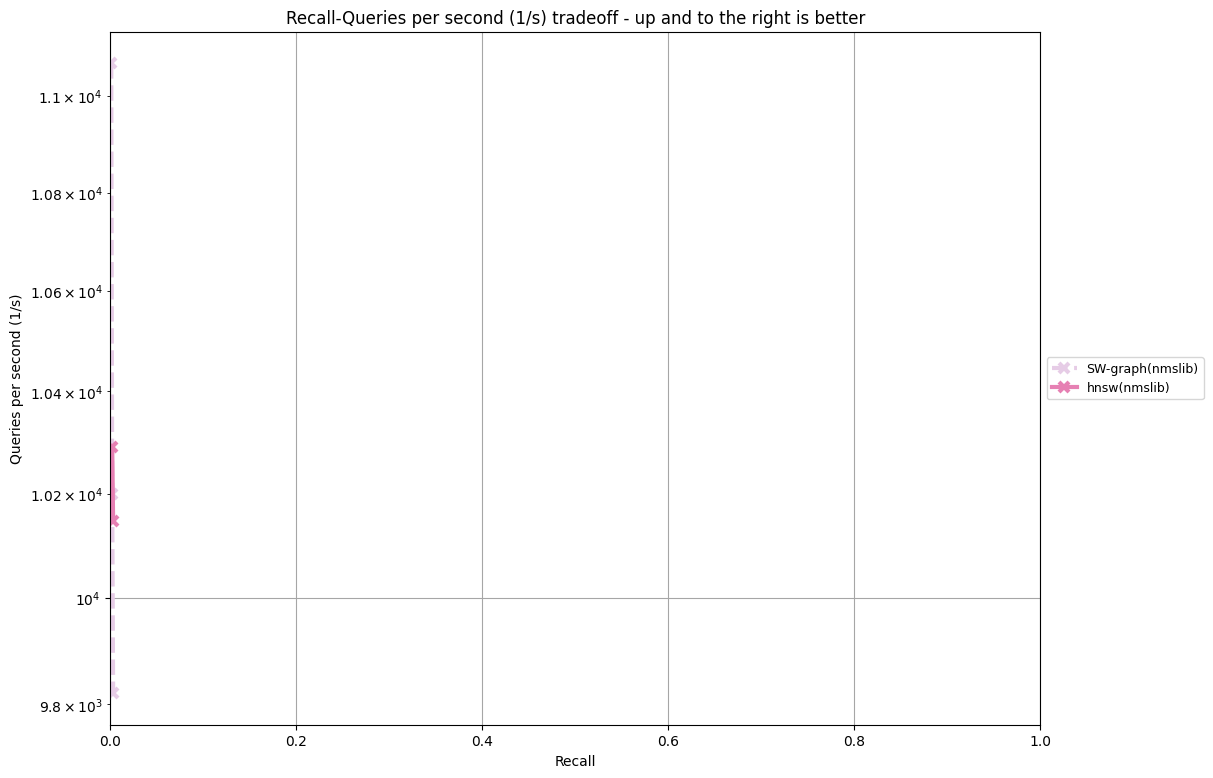 Recall-Queries per second (1/s) tradeoff - up and to the right is better
1.1 × 10⁴
1.08 × 10⁴
1.06 × 10⁴
1.04 × 10⁴
1.02 × 10⁴
10⁴
9.8 × 10³
Queries per second (1/s)
0.0 0.2 0.4 0.6 0.8 1.0
Recall
SW-graph(nmslib)
hnsw(nmslib)